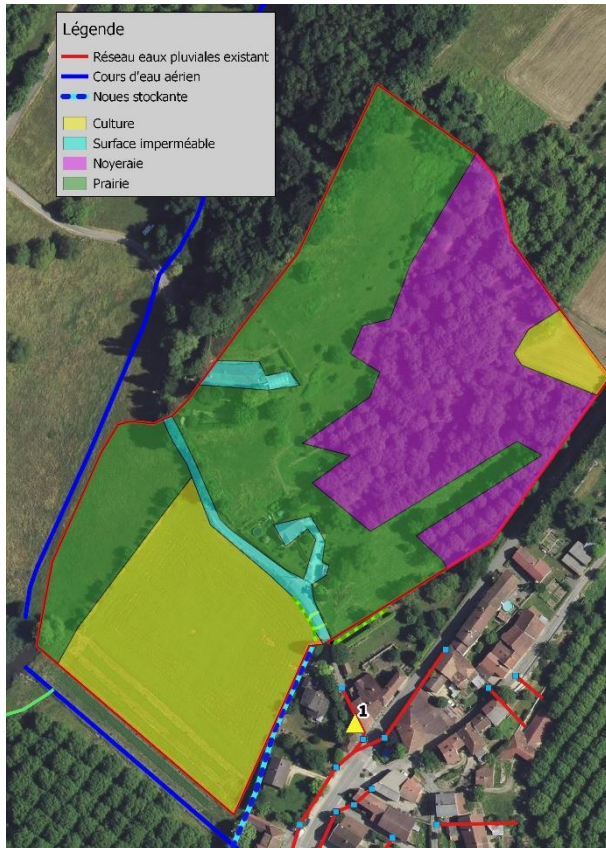 Légende
Réseau eaux pluviales existant
Cours d'eau aérien
Noues stockante
Culture
Surface imperméable
Noyeraie
Prairie
1